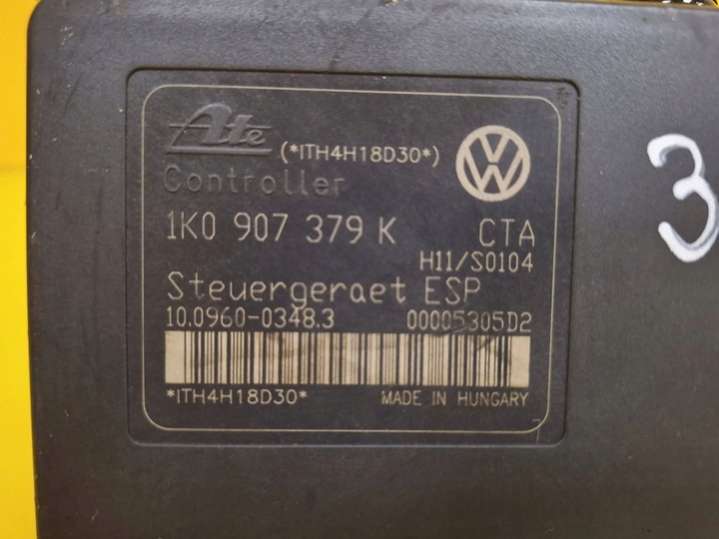 Ate (*ITH4H18D30*)
Controller
1K0 907 379 K CTA
H11/S0104
Steuergeraet ESP
10.0960-0348.3 00005305D2
*ITH4H18D30* MADE IN HUNGARY
3